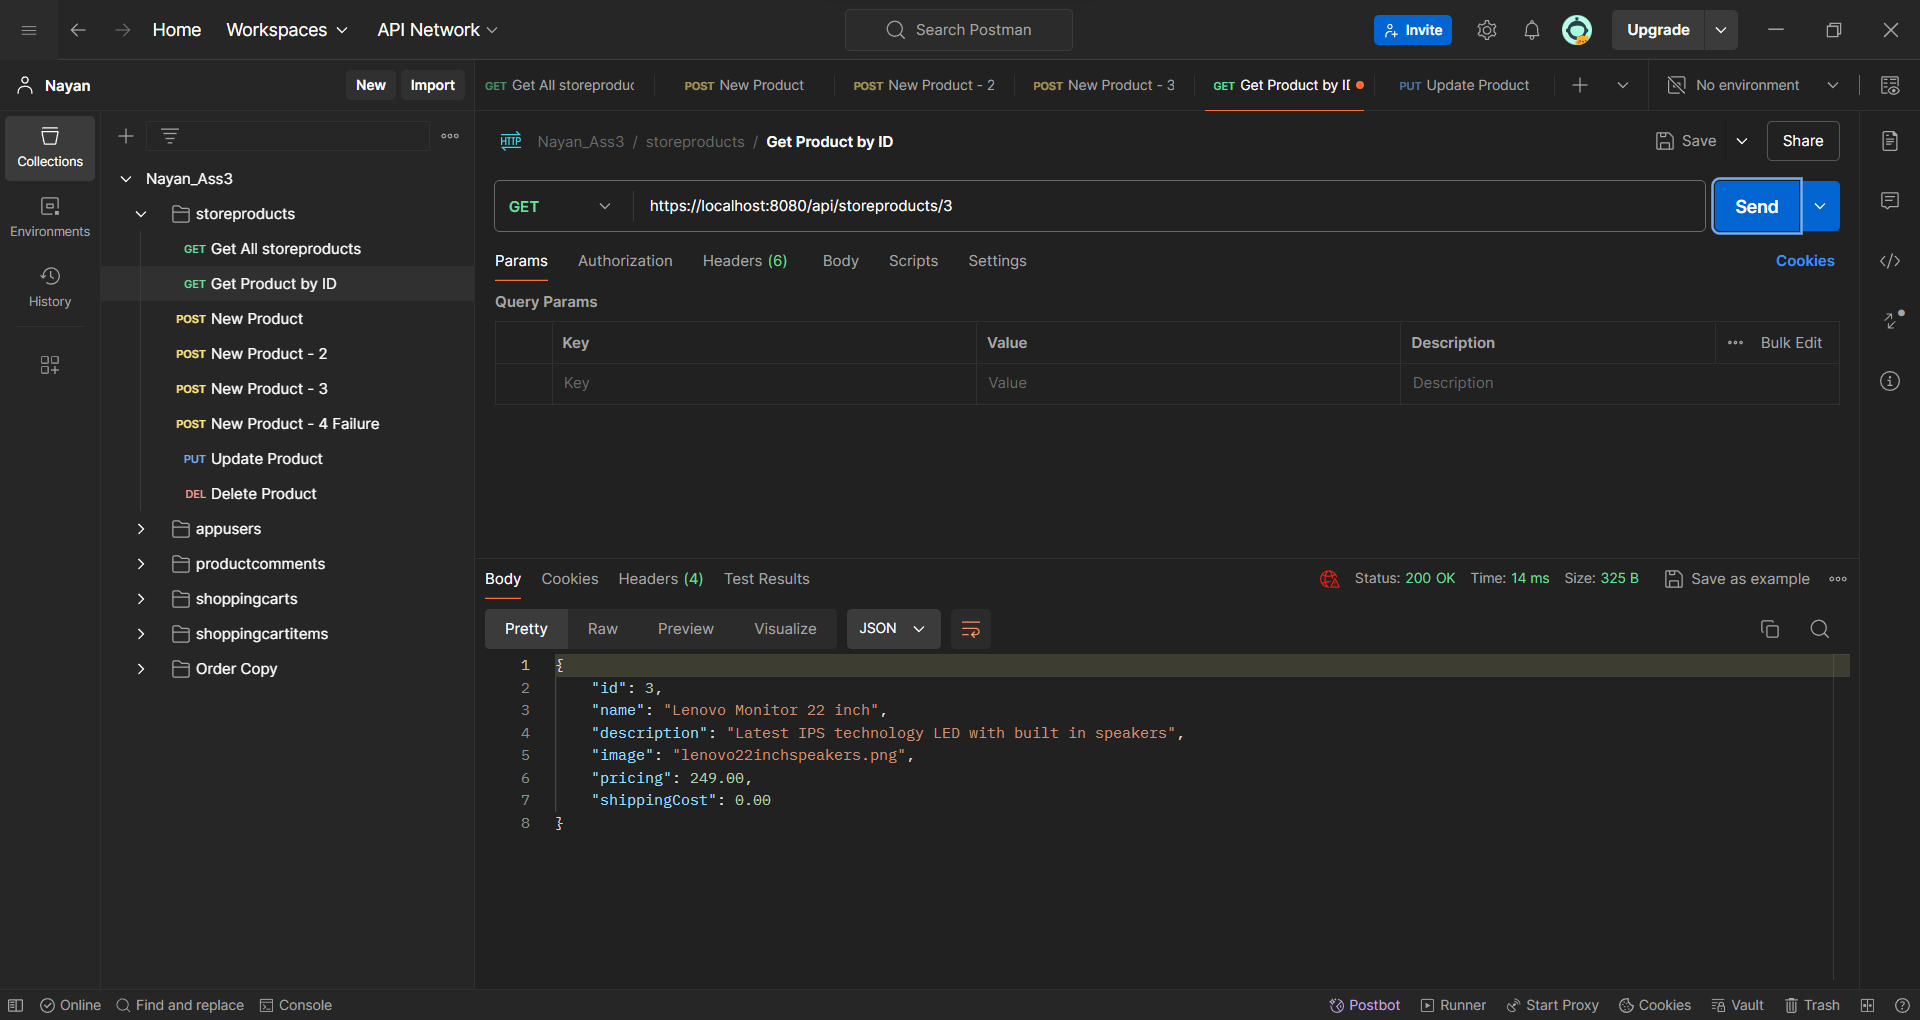 Home Workspaces API Network Search Postman Invite Upgrade
Nayan New Import
GET Get All storeproduc POST New Product POST New Product - 2 POST New Product - 3 GET Get Product by II PUT Update Product No environment
Collections
Environments
History
Nayan_Ass3
storeproducts
GET Get All storeproducts
GET Get Product by ID
POST New Product
POST New Product - 2
POST New Product - 3
POST New Product - 4 Failure
PUT Update Product
DEL Delete Product
appusers
productcomments
shoppingcarts
shoppingcartitems
Order Copy
HTTP Nayan_Ass3 / storeproducts / Get Product by ID Save Share
GET https://localhost:8080/api/storeproducts/3 Send
Params Authorization Headers (6) Body Scripts Settings Cookies
Query Params
Key Value Description Bulk Edit
Key Value Description
Body Cookies Headers (4) Test Results Status: 200 OK Time: 14 ms Size: 325 B Save as example
Pretty Raw Preview Visualize JSON
1 {
2 "id": 3,
3 "name": "Lenovo Monitor 22 inch",
4 "description": "Latest IPS technology LED with built in speakers",
5 "image": "lenovo22inchspeakers.png",
6 "pricing": 249.00,
7 "shippingCost": 0.00
8 }
Online Find and replace Console Postbot Runner Start Proxy Cookies Vault Trash